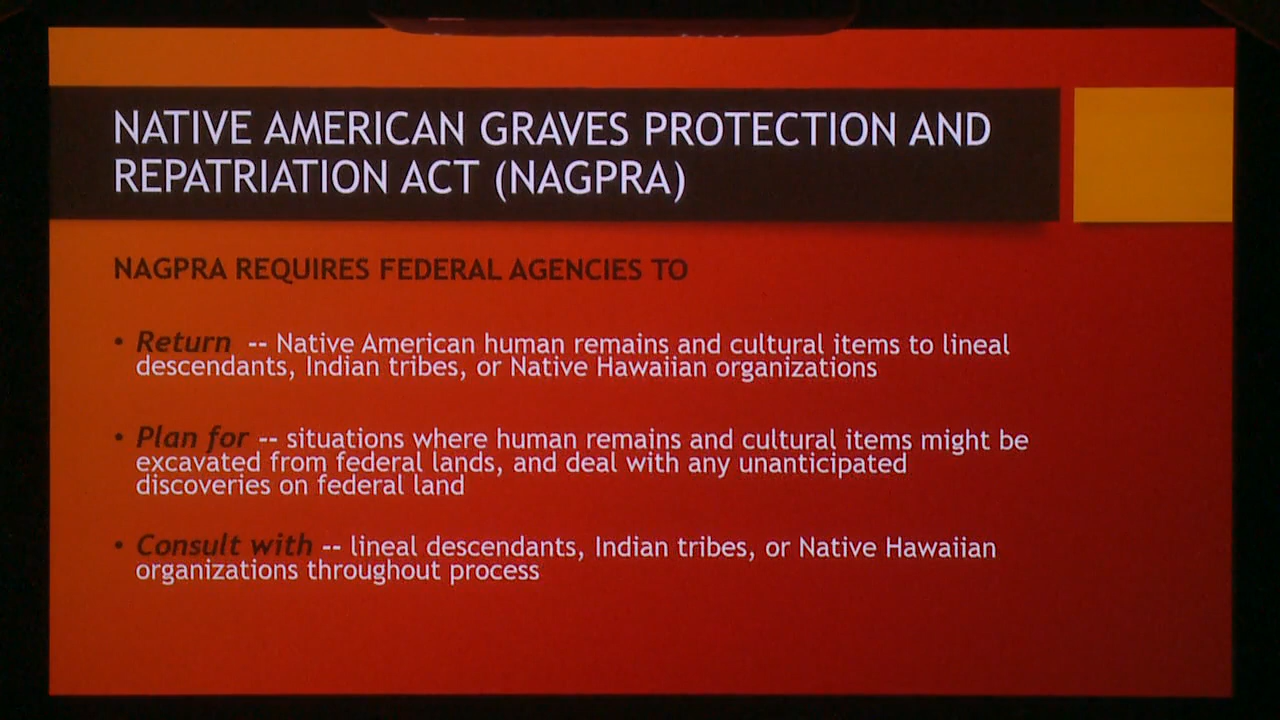 NATIVE AMERICAN GRAVES PROTECTION AND
REPATRIATION ACT (NAGPRA)
NAGPRA REQUIRES FEDERAL AGENCIES TO
• Return -- Native American human remains and cultural items to lineal
descendants, Indian tribes, or Native Hawaiian organizations
• Plan for -- situations where human remains and cultural items might be
excavated from federal lands, and deal with any unanticipated
discoveries on federal land
• Consult with -- lineal descendants, Indian tribes, or Native Hawaiian
organizations throughout process